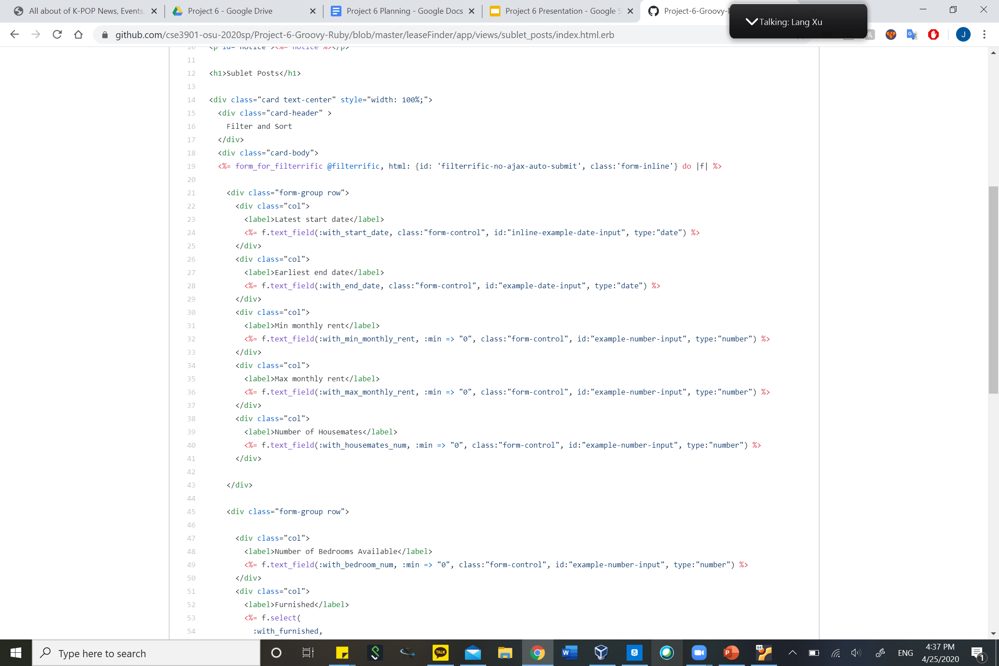 All about of K-POP News, Events,
Project 6 - Google Drive
Project 6 Planning - Google Docs
Project 6 Presentation - Google S
Project-6-Groovy-
Talking: Lang Xu
github.com/cse3901-osu-2020sp/Project-6-Groovy-Ruby/blob/master/leaseFinder/app/views/sublet_posts/index.html.erb
J
10 <p id="notice"><%= notice %></p>
11
12 <h1>Sublet Posts</h1>
13
14 <div class="card text-center" style="width: 100%;">
15 <div class="card-header" >
16 Filter and Sort
17 </div>
18 <div class="card-body">
19 <%= form_for_filterrific @filterrific, html: {id: 'filterrific-no-ajax-auto-submit', class:'form-inline'} do |f| %>
20
21 <div class="form-group row">
22 <div class="col">
23 <label>Latest start date</label>
24 <%= f.text_field(:with_start_date, class:"form-control", id:"inline-example-date-input", type:"date") %>
25 </div>
26 <div class="col">
27 <label>Earliest end date</label>
28 <%= f.text_field(:with_end_date, class:"form-control", id:"example-date-input", type:"date") %>
29 </div>
30 <div class="col">
31 <label>Min monthly rent</label>
32 <%= f.text_field(:with_min_monthly_rent, :min => "0", class:"form-control", id:"example-number-input", type:"number") %>
33 </div>
34 <div class="col">
35 <label>Max monthly rent</label>
36 <%= f.text_field(:with_max_monthly_rent, :min => "0", class:"form-control", id:"example-number-input", type:"number") %>
37 </div>
38 <div class="col">
39 <label>Number of Housemates</label>
40 <%= f.text_field(:with_housemates_num, :min => "0", class:"form-control", id:"example-number-input", type:"number") %>
41 </div>
42
43 </div>
44
45 <div class="form-group row">
46
47 <div class="col">
48 <label>Number of Bedrooms Available</label>
49 <%= f.text_field(:with_bedroom_num, :min => "0", class:"form-control", id:"example-number-input", type:"number") %>
50 </div>
51 <div class="col">
52 <label>Furnished</label>
53 <%= f.select(
54 :with_furnished,
Type here to search
TALK
64
ENG
4:37 PM
4/25/2020
1